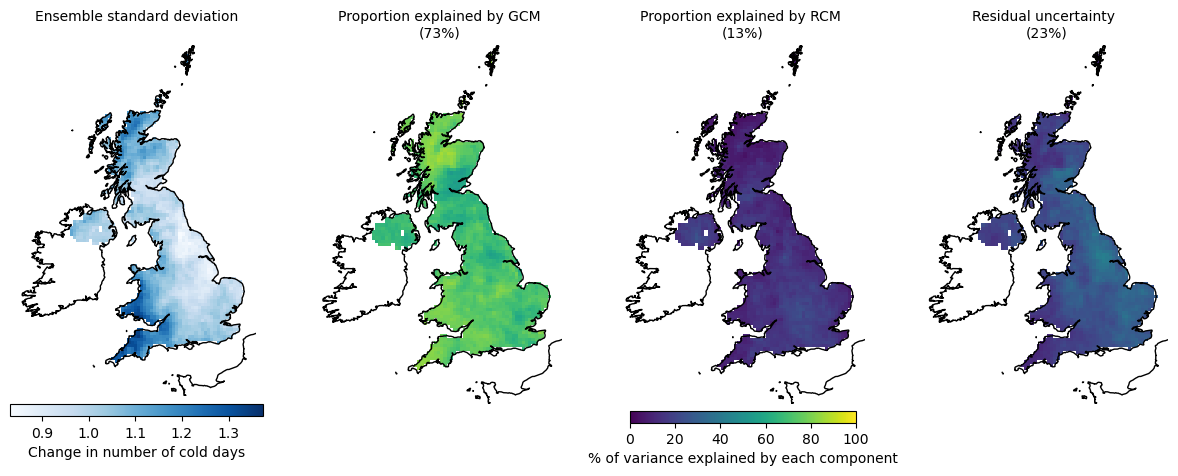 Ensemble standard deviation
Proportion explained by GCM
(73%)
Proportion explained by RCM
(13%)
Residual uncertainty
(23%)
0.9 1.0 1.1 1.2 1.3
Change in number of cold days
0 20 40 60 80 100
% of variance explained by each component